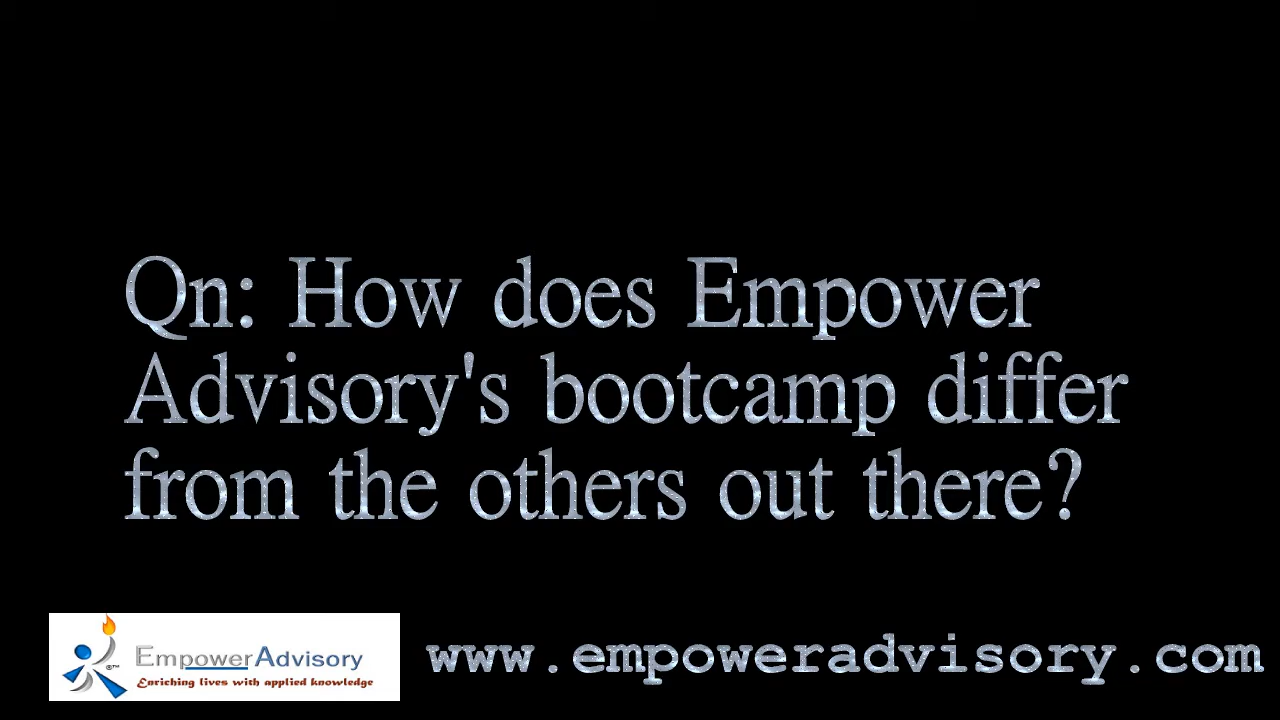 Qn: How does Empower
Advisory's bootcamp differ
from the others out there?
EmpowerAdvisory
®™
Enriching lives with applied knowledge
www.empoweradvisory.com